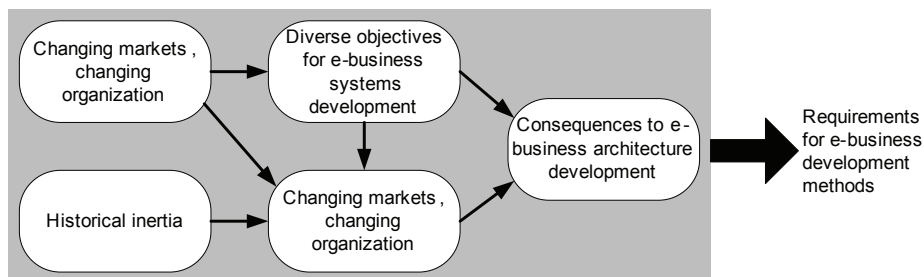 Changing markets ,
changing
organization
Diverse objectives
for e-business
systems
development
Consequences to e-
business architecture
development
Requirements
for e-business
development
methods
Historical inertia
Changing markets ,
changing
organization